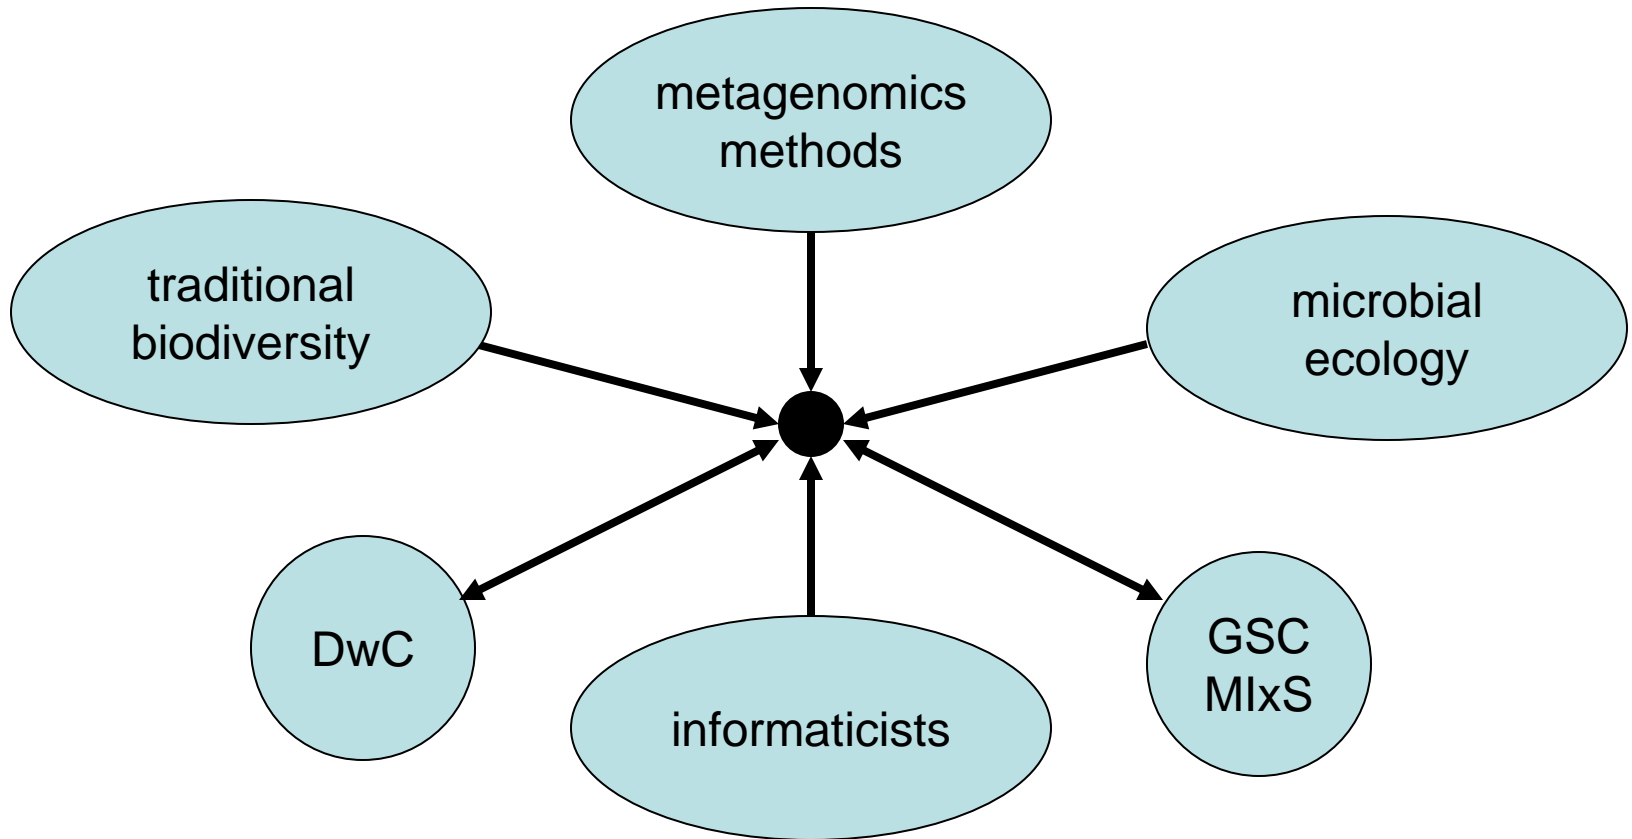 metagenomics
methods
traditional
biodiversity
microbial
ecology
DwC
informaticists
GSC
MIxS